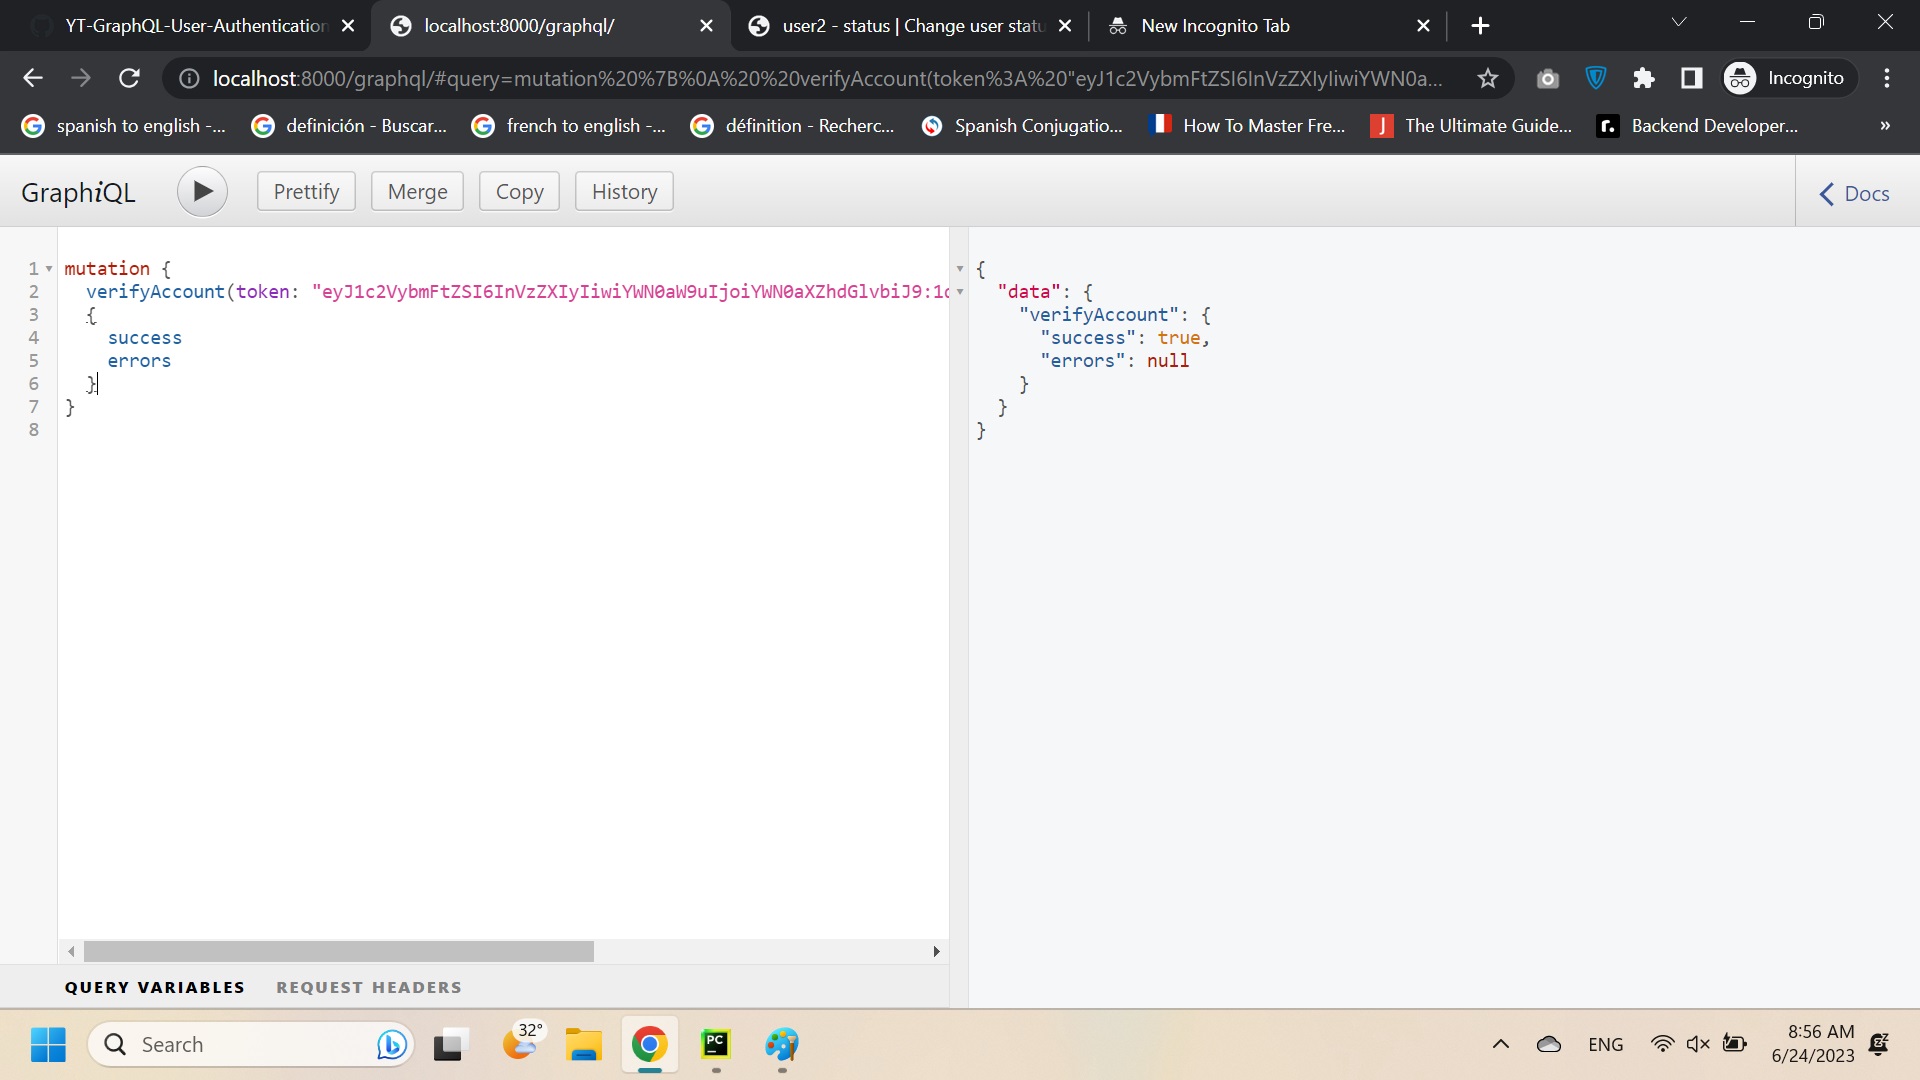 YT-GraphQL-User-Authentication
localhost:8000/graphql/
user2 - status | Change user statu
New Incognito Tab
localhost:8000/graphql/#query=mutation%20%7B%0A%20%20verifyAccount(token%3A%20"eyJ1c2VybmFtZSI6InVzZXIyIiwiYWN0a...
Incognito
spanish to english -...
definición - Buscar...
french to english -...
définition - Recherc...
Spanish Conjugatio...
How To Master Fre...
The Ultimate Guide...
Backend Developer...
»
GraphiQL
Prettify
Merge
Copy
History
Docs
1 mutation {
2 verifyAccount(token: "eyJ1c2VybmFtZSI6InVzZXIyIiwiYWN0aW9uIjoiYWN0aXZhdGlvbiJ9:1
3 {
4 success
5 errors
6 }
7 }
8
{
"data": {
"verifyAccount": {
"success": true,
"errors": null
}
}
}
QUERY VARIABLES
REQUEST HEADERS
Search
32°
PC
ENG
8:56 AM
6/24/2023